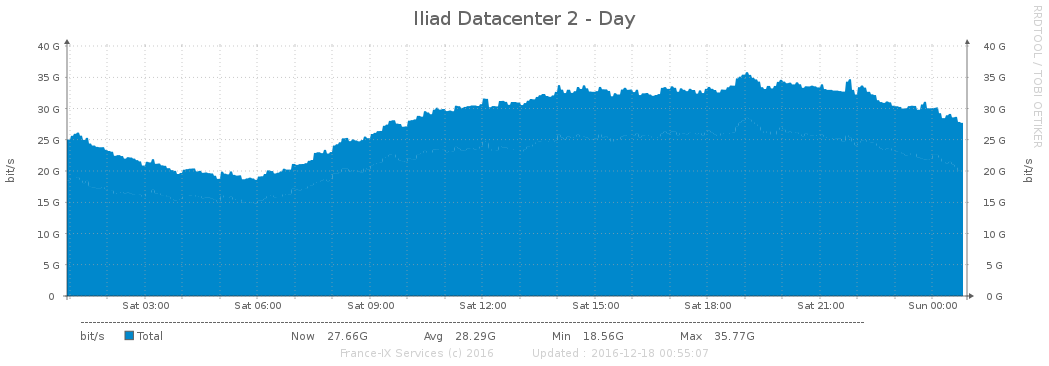 Iliad Datacenter 2 - Day
RRDTOOL / TOBI OETIKER
bit/s
bit/s
40 G 40 G
35 G 35 G
30 G 30 G
25 G 25 G
20 G 20 G
15 G 15 G
10 G 10 G
5 G 5 G
0 0 G
Sat 03:00 Sat 06:00 Sat 09:00 Sat 12:00 Sat 15:00 Sat 18:00 Sat 21:00 Sun 00:00
bit/s Total Now 27.66G Avg 28.29G Min 18.56G Max 35.77G
France-IX Services (c) 2016 Updated : 2016-12-18 00:55:07